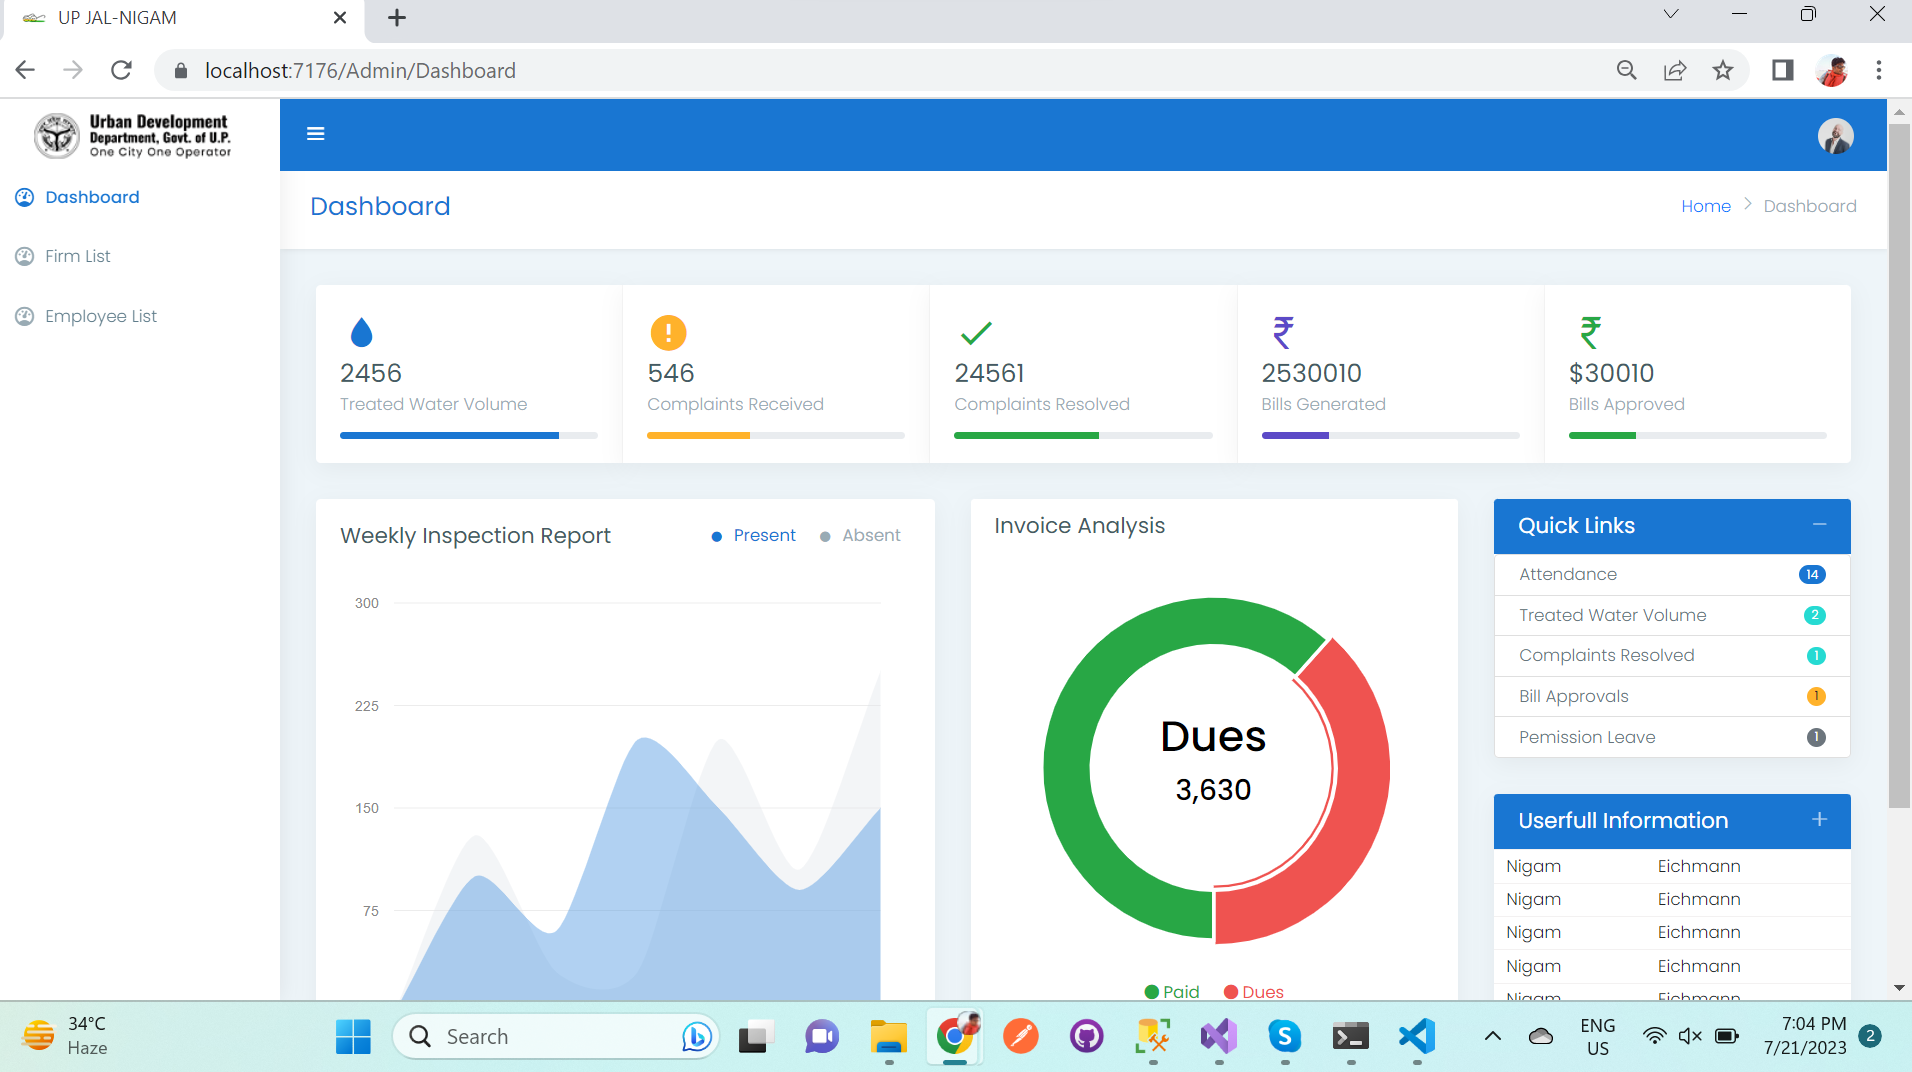 UP JAL-NIGAM
localhost:7176/Admin/Dashboard
Urban Development
Department, Govt. of U.P.
One City One Operator
Dashboard
Firm List
Employee List
Dashboard
Home > Dashboard
2456
Treated Water Volume
546
Complaints Received
24561
Complaints Resolved
₹
2530010
Bills Generated
₹
$30010
Bills Approved
Weekly Inspection Report
Present
Absent
300
225
150
75
Invoice Analysis
Dues
3,630
Paid
Dues
Quick Links
Attendance 14
Treated Water Volume 2
Complaints Resolved 1
Bill Approvals 1
Pemission Leave 1
Userfull Information
Nigam Eichmann
Nigam Eichmann
Nigam Eichmann
Nigam Eichmann
Nigam Eichmann
34°C
Haze
Search
ENG
US
7:04 PM
7/21/2023
2